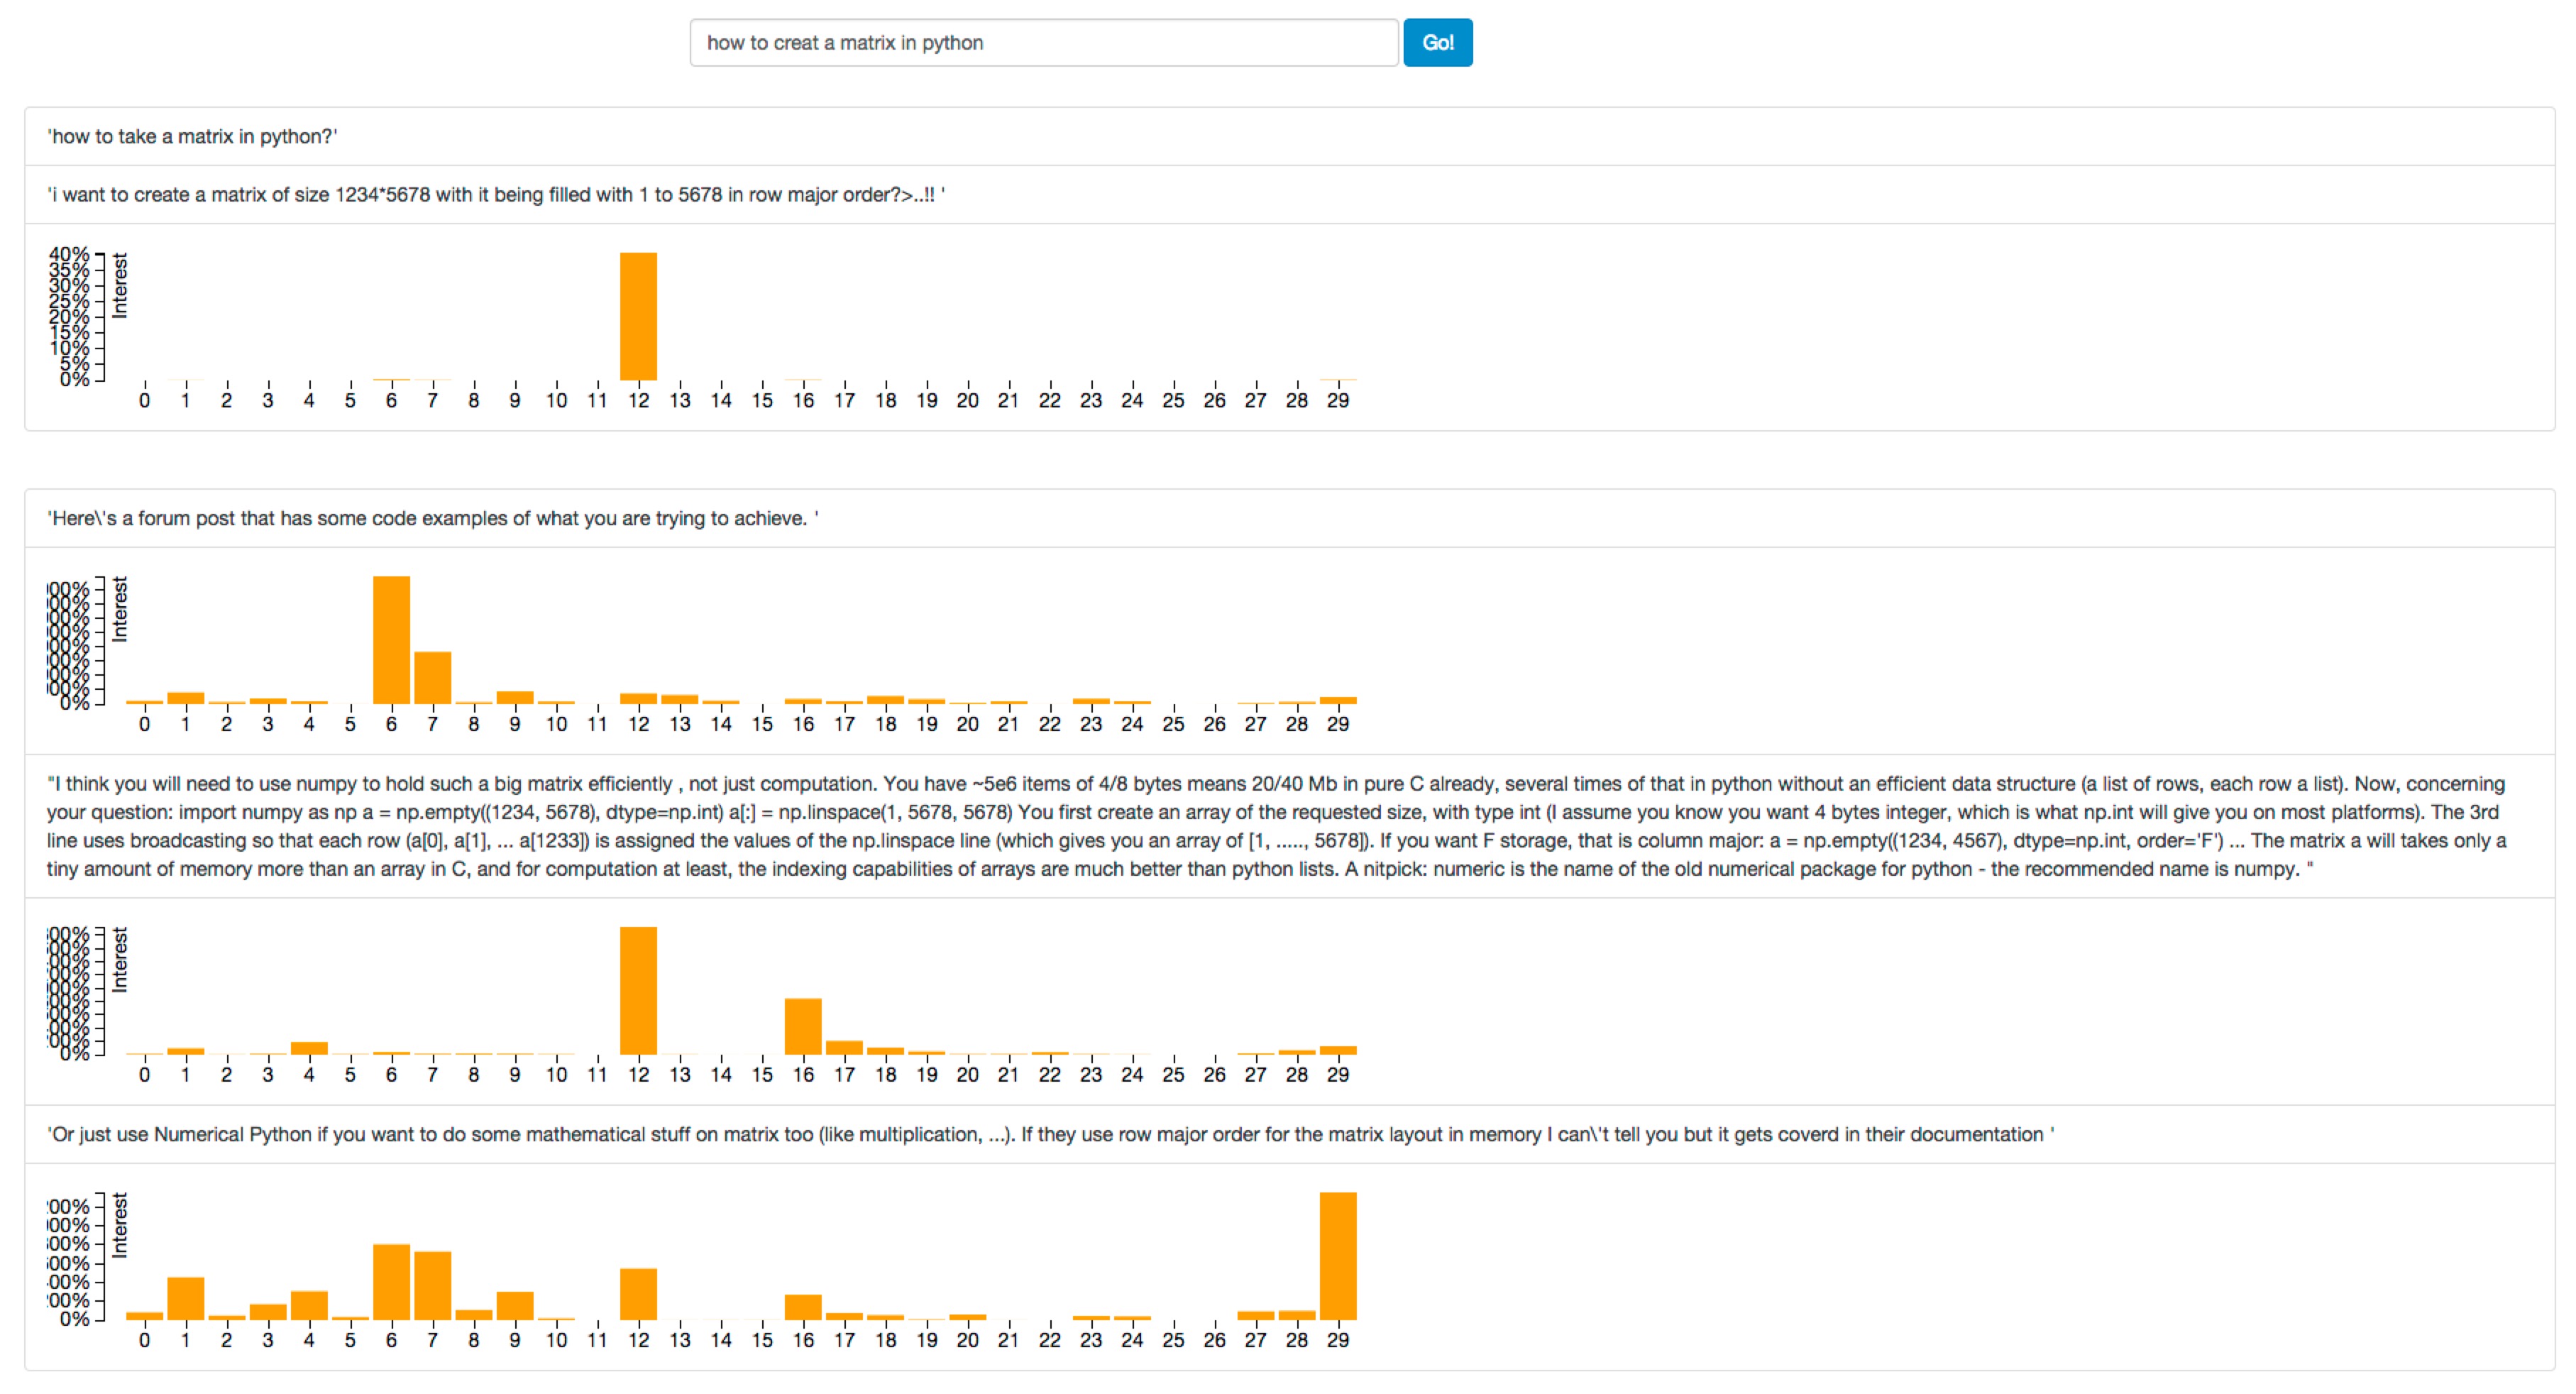 how to creat a matrix in python
Go!
'how to take a matrix in python?'
'i want to create a matrix of size 1234*5678 with it being filled with 1 to 5678 in row major order?>..!! '
40%
35%
30%
25%
20%
15%
10%
5%
0%
Interest
0 1 2 3 4 5 6 7 8 9 10 11 12 13 14 15 16 17 18 19 20 21 22 23 24 25 26 27 28 29
'Here\'s a forum post that has some code examples of what you are trying to achieve. '
0%
Interest
0 1 2 3 4 5 6 7 8 9 10 11 12 13 14 15 16 17 18 19 20 21 22 23 24 25 26 27 28 29
"I think you will need to use numpy to hold such a big matrix efficiently , not just computation. You have ~5e6 items of 4/8 bytes means 20/40 Mb in pure C already, several times of that in python without an efficient data structure (a list of rows, each row a list). Now, concerning
your question: import numpy as np a = np.empty((1234, 5678), dtype=np.int) a[:] = np.linspace(1, 5678, 5678) You first create an array of the requested size, with type int (I assume you know you want 4 bytes integer, which is what np.int will give you on most platforms). The 3rd
line uses broadcasting so that each row (a[0], a[1], ... a[1233]) is assigned the values of the np.linspace line (which gives you an array of [1, ....., 5678]). If you want F storage, that is column major: a = np.empty((1234, 4567), dtype=np.int, order='F') ... The matrix a will takes only a
tiny amount of memory more than an array in C, and for computation at least, the indexing capabilities of arrays are much better than python lists. A nitpick: numeric is the name of the old numerical package for python - the recommended name is numpy. "
0%
Interest
0 1 2 3 4 5 6 7 8 9 10 11 12 13 14 15 16 17 18 19 20 21 22 23 24 25 26 27 28 29
'Or just use Numerical Python if you want to do some mathematical stuff on matrix too (like multiplication, ...). If they use row major order for the matrix layout in memory I can\'t tell you but it gets coverd in their documentation '
0%
Interest
0 1 2 3 4 5 6 7 8 9 10 11 12 13 14 15 16 17 18 19 20 21 22 23 24 25 26 27 28 29